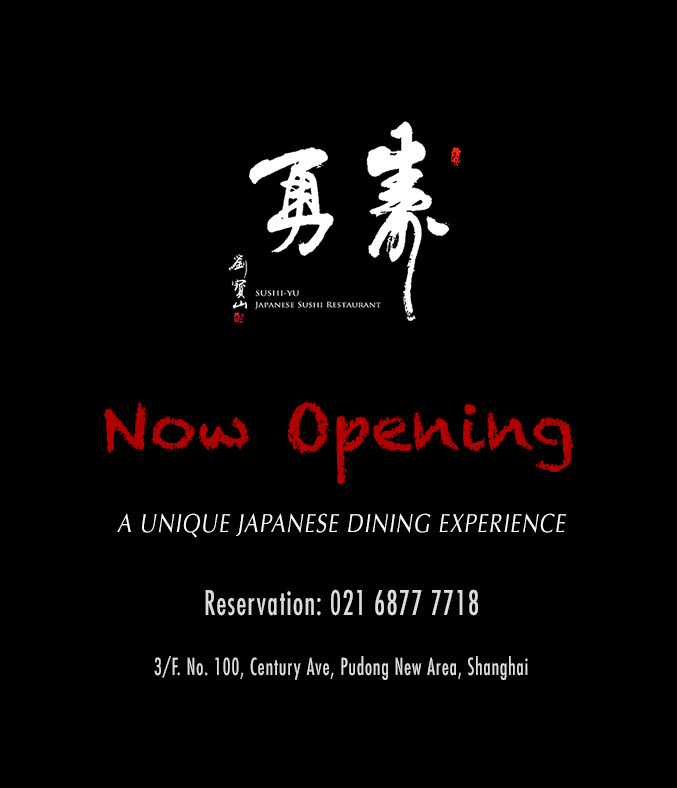 寿勇
劉寶山
SUSHI-YU
JAPANESE SUSHI RESTAURANT
Now Opening
A UNIQUE JAPANESE DINING EXPERIENCE
Reservation: 021 6877 7718
3/F. No. 100, Century Ave, Pudong New Area, Shanghai